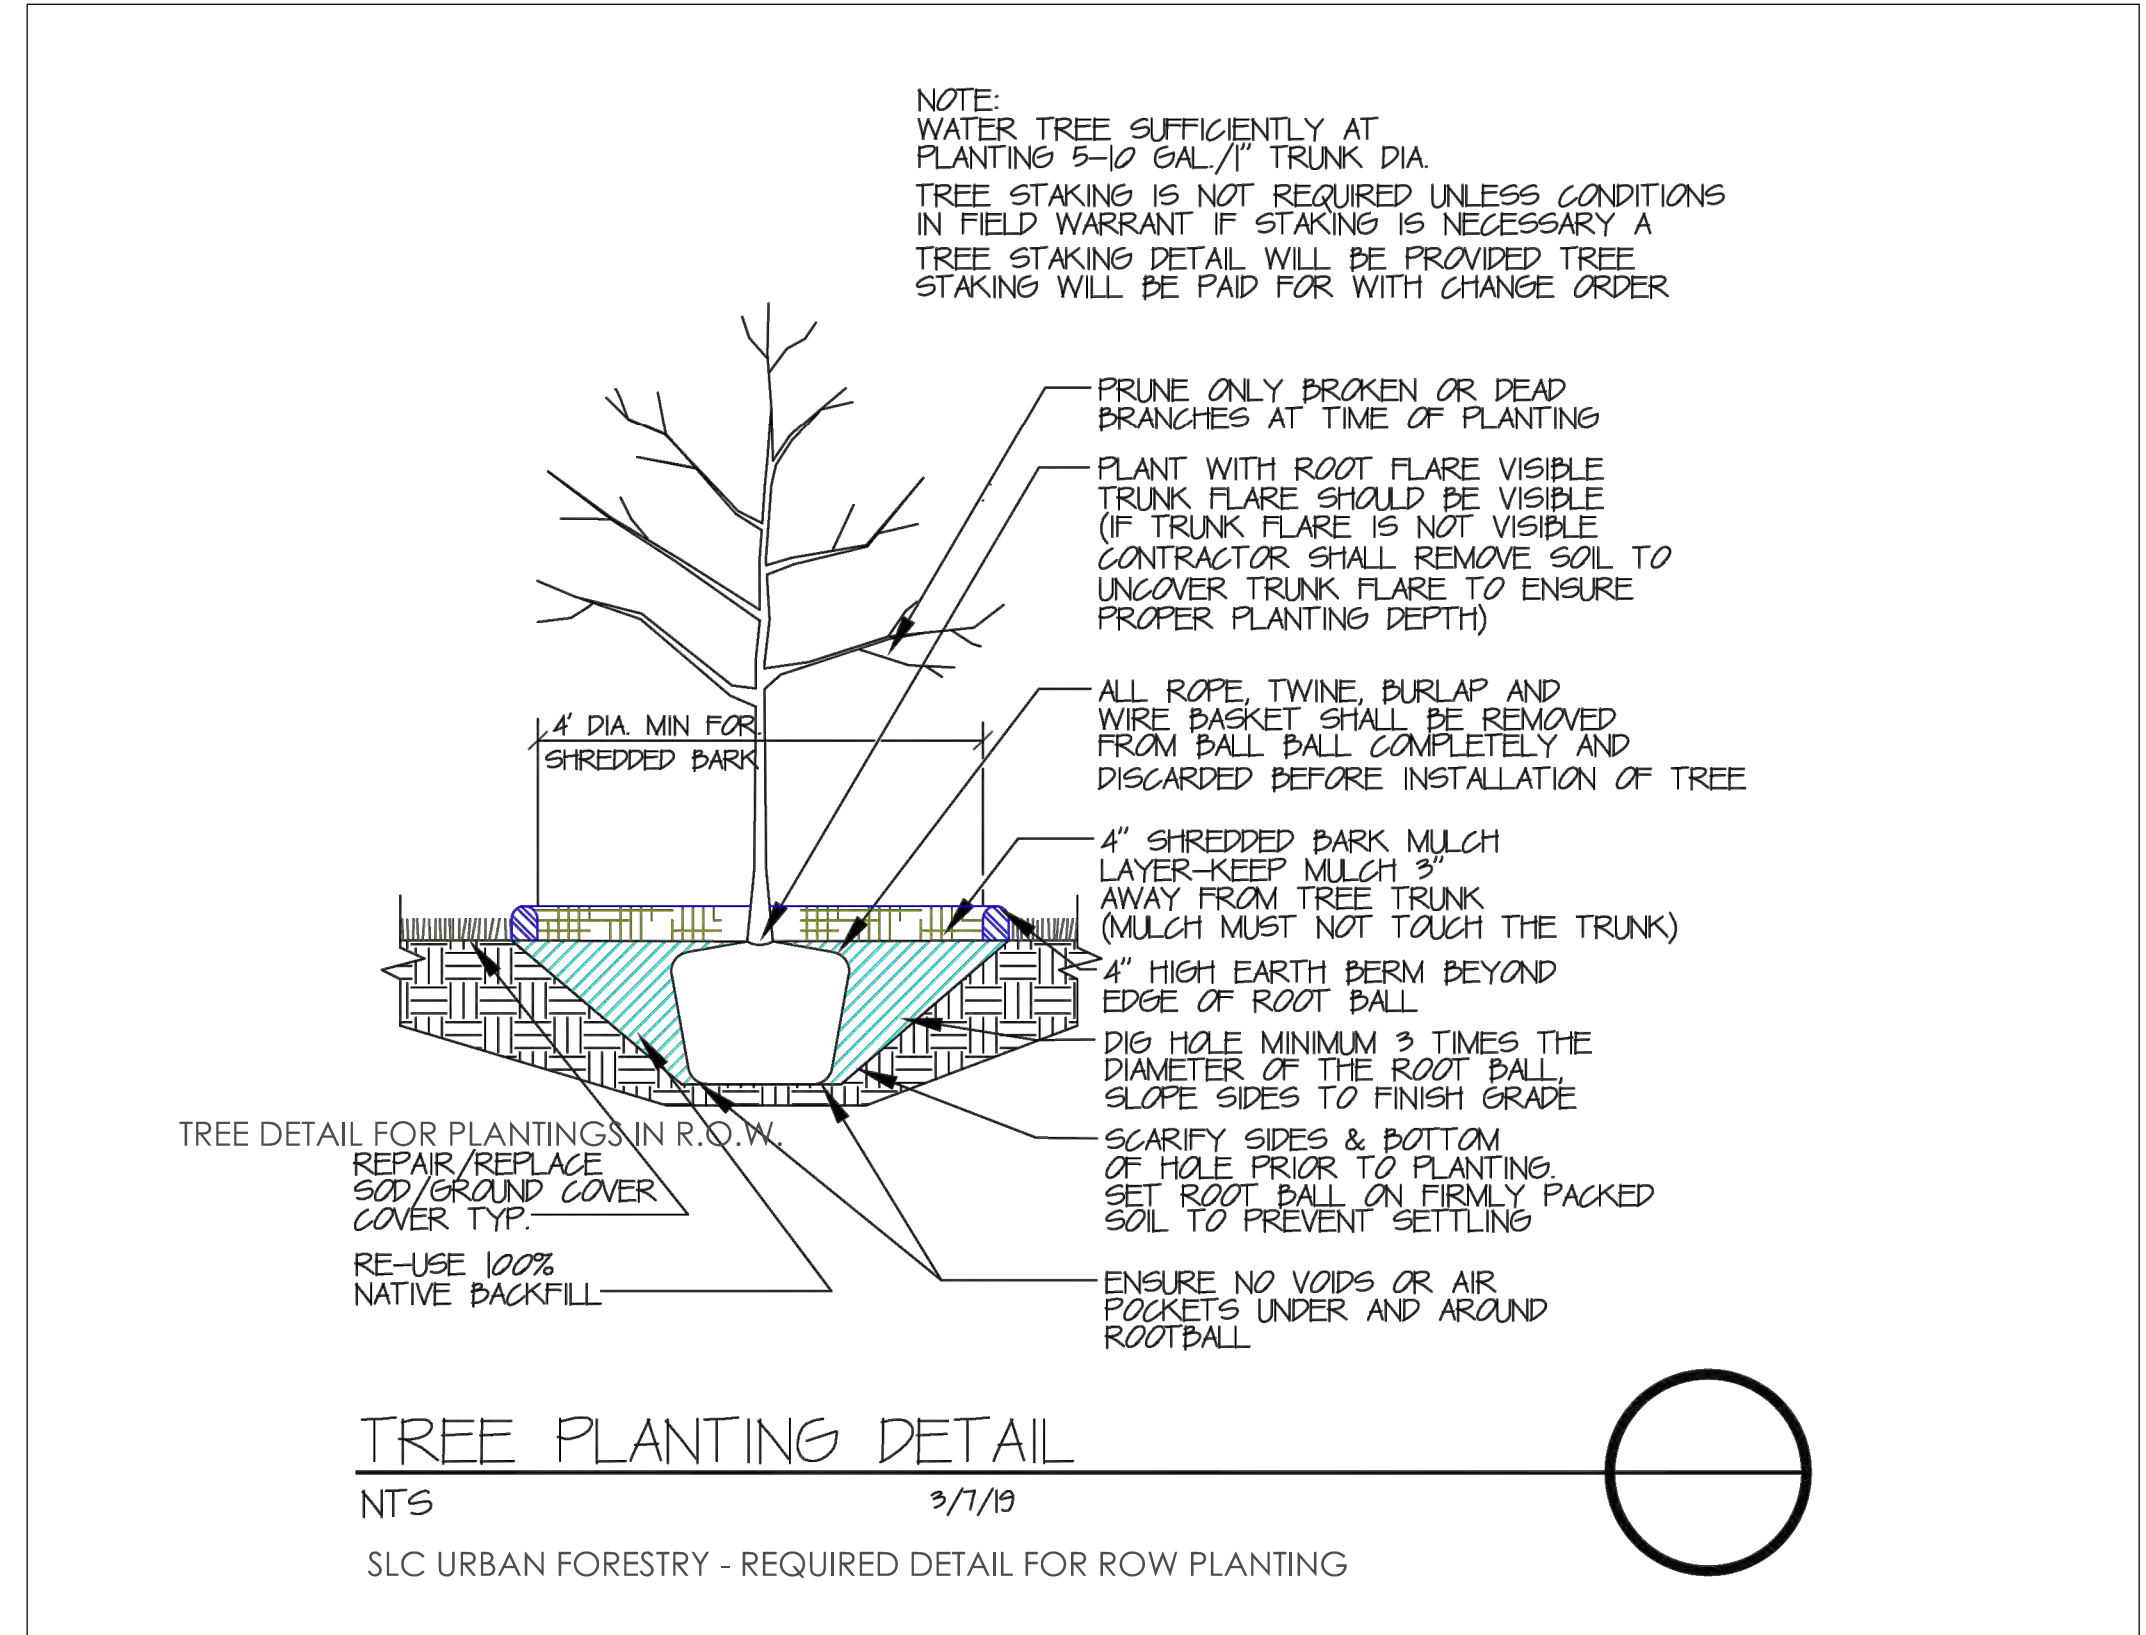 NOTE:
WATER TREE SUFFICIENTLY AT
PLANTING 5-10 GAL./1" TRUNK DIA.
TREE STAKING IS NOT REQUIRED UNLESS CONDITIONS
IN FIELD WARRANT IF STAKING IS NECESSARY A
TREE STAKING DETAIL WILL BE PROVIDED TREE
STAKING WILL BE PAID FOR WITH CHANGE ORDER
PRUNE ONLY BROKEN OR DEAD
BRANCHES AT TIME OF PLANTING
PLANT WITH ROOT FLARE VISIBLE
TRUNK FLARE SHOULD BE VISIBLE
(IF TRUNK FLARE IS NOT VISIBLE
CONTRACTOR SHALL REMOVE SOIL TO
UNCOVER TRUNK FLARE TO ENSURE
PROPER PLANTING DEPTH)
ALL ROPE, TWINE, BURLAP AND
WIRE BASKET SHALL BE REMOVED
FROM BALL BALL COMPLETELY AND
DISCARDED BEFORE INSTALLATION OF TREE
4' DIA. MIN FOR.
SHREDDED BARK
4" SHREDDED BARK MULCH
LAYER-KEEP MULCH 3"
AWAY FROM TREE TRUNK
(MULCH MUST NOT TOUCH THE TRUNK)
4" HIGH EARTH BERM BEYOND
EDGE OF ROOT BALL
DIG HOLE MINIMUM 3 TIMES THE
DIAMETER OF THE ROOT BALL,
SLOPE SIDES TO FINISH GRADE
SCARIFY SIDES & BOTTOM
OF HOLE PRIOR TO PLANTING.
SET ROOT BALL ON FIRMLY PACKED
SOIL TO PREVENT SETTLING
ENSURE NO VOIDS OR AIR
POCKETS UNDER AND AROUND
ROOTBALL
TREE DETAIL FOR PLANTINGS IN R.O.W.
REPAIR/REPLACE
SOD/GROUND COVER
COVER TYP.
RE-USE 100%
NATIVE BACKFILL
TREE PLANTING DETAIL
NTS
3/7/19
SLC URBAN FORESTRY - REQUIRED DETAIL FOR ROW PLANTING